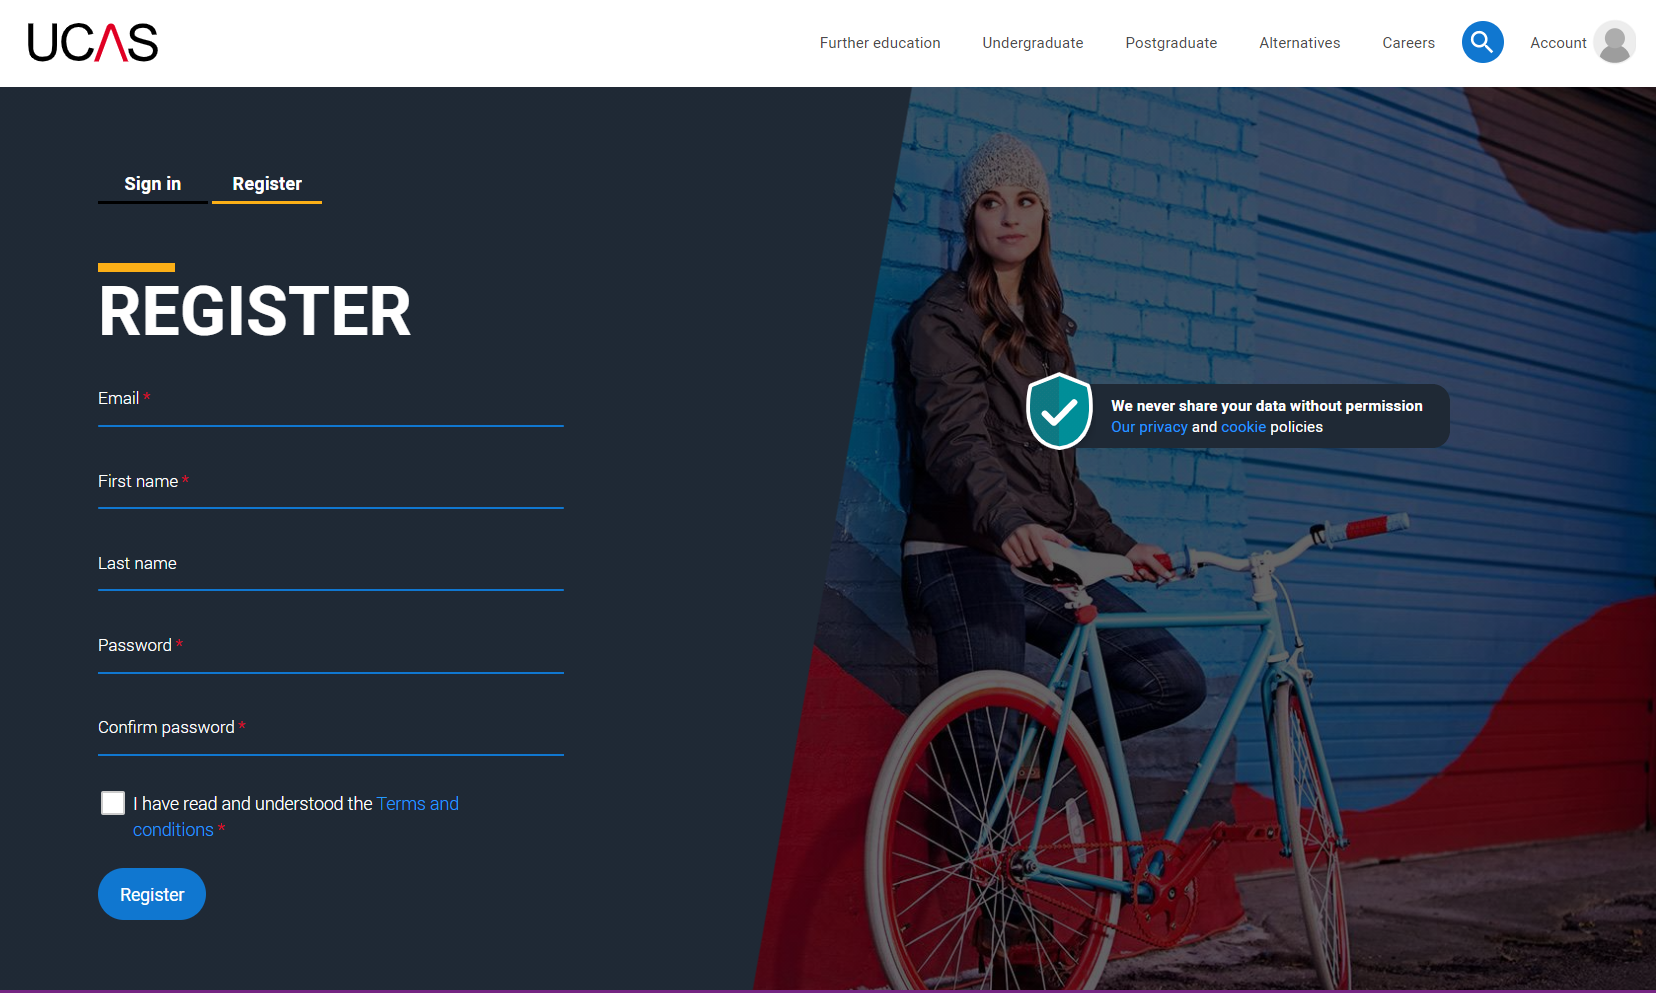 UCAS
Further education
Undergraduate
Postgraduate
Alternatives
Careers
Account
Sign in
Register
REGISTER
Email *
First name *
Last name
Password *
Confirm password *
I have read and understood the Terms and
conditions *
Register
We never share your data without permission
Our privacy and cookie policies